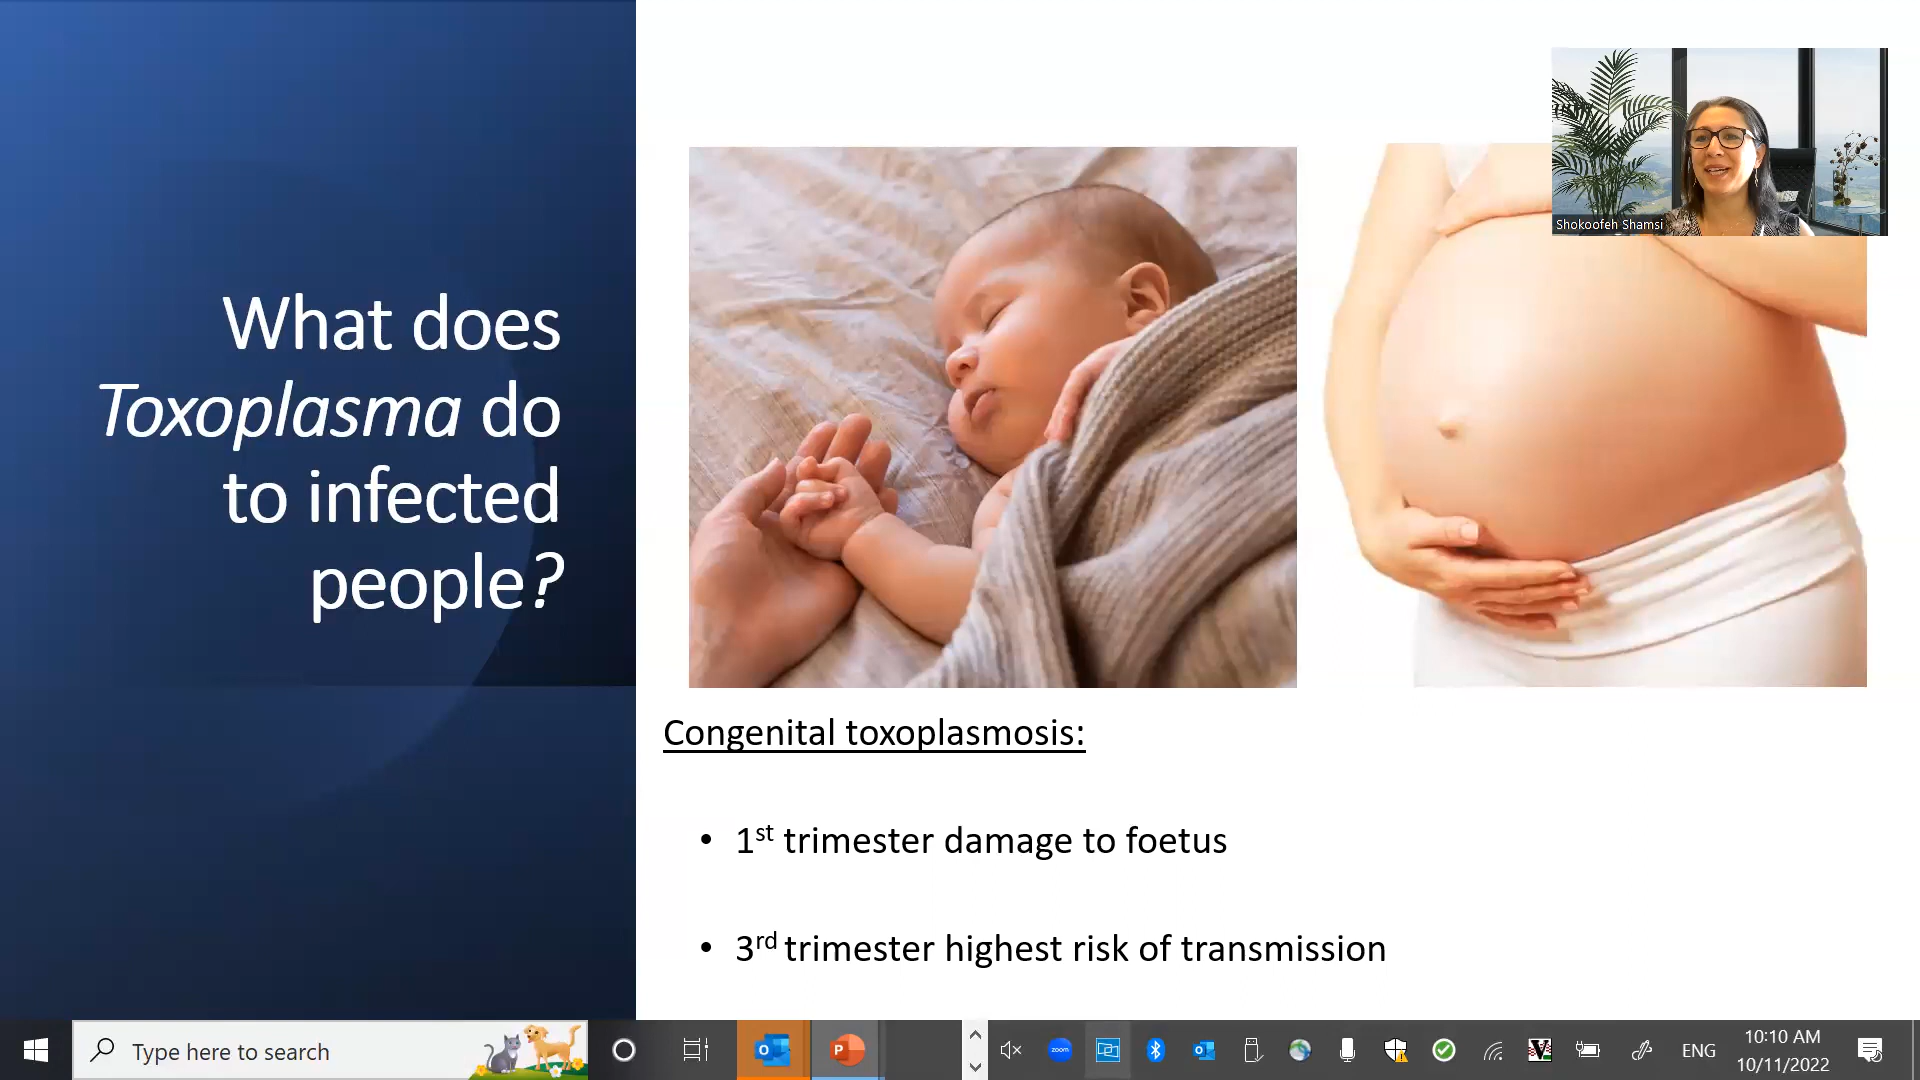 What does
Toxoplasma do
to infected
people?
Shokoofeh Shamsi
Congenital toxoplasmosis:
• 1st trimester damage to foetus
• 3rd trimester highest risk of transmission
Type here to search
zoom
ENG
10:10 AM
10/11/2022